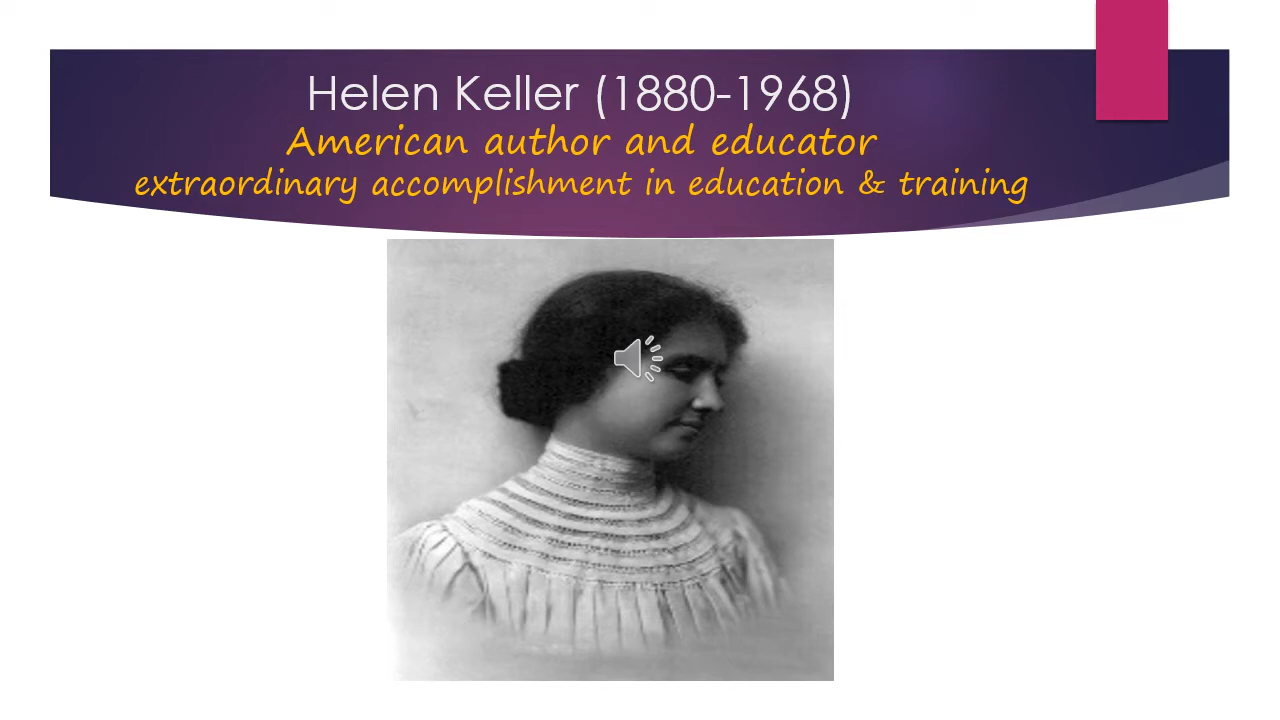 Helen Keller (1880-1968)
American author and educator
extraordinary accomplishment in education & training